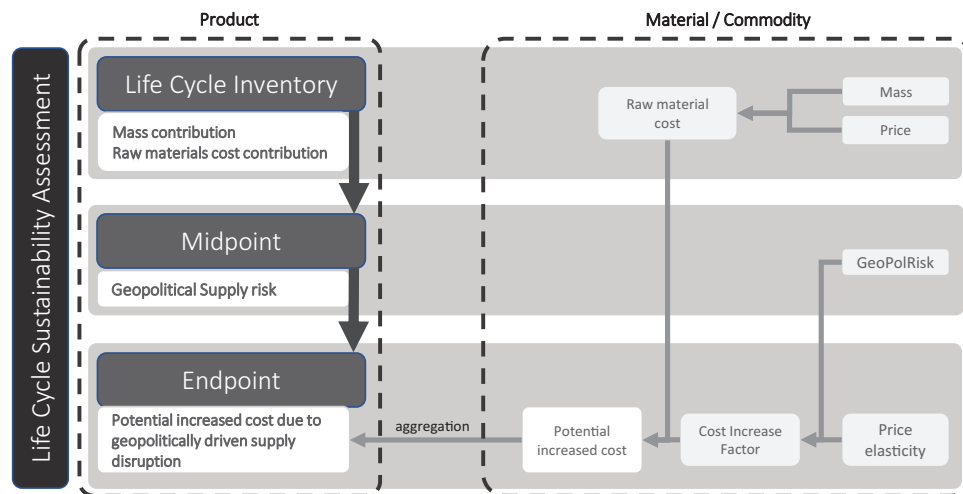 Product
Material / Commodity
Life Cycle Sustainability Assessment
Life Cycle Inventory
Mass contribution
Raw materials cost contribution
Raw material
cost
Mass
Price
Midpoint
Geopolitical Supply risk
GeoPolRisk
Endpoint
Potential increased cost due to
geopolitically driven supply
disruption
aggregation
Potential
increased cost
Cost Increase
Factor
Price
elasticity